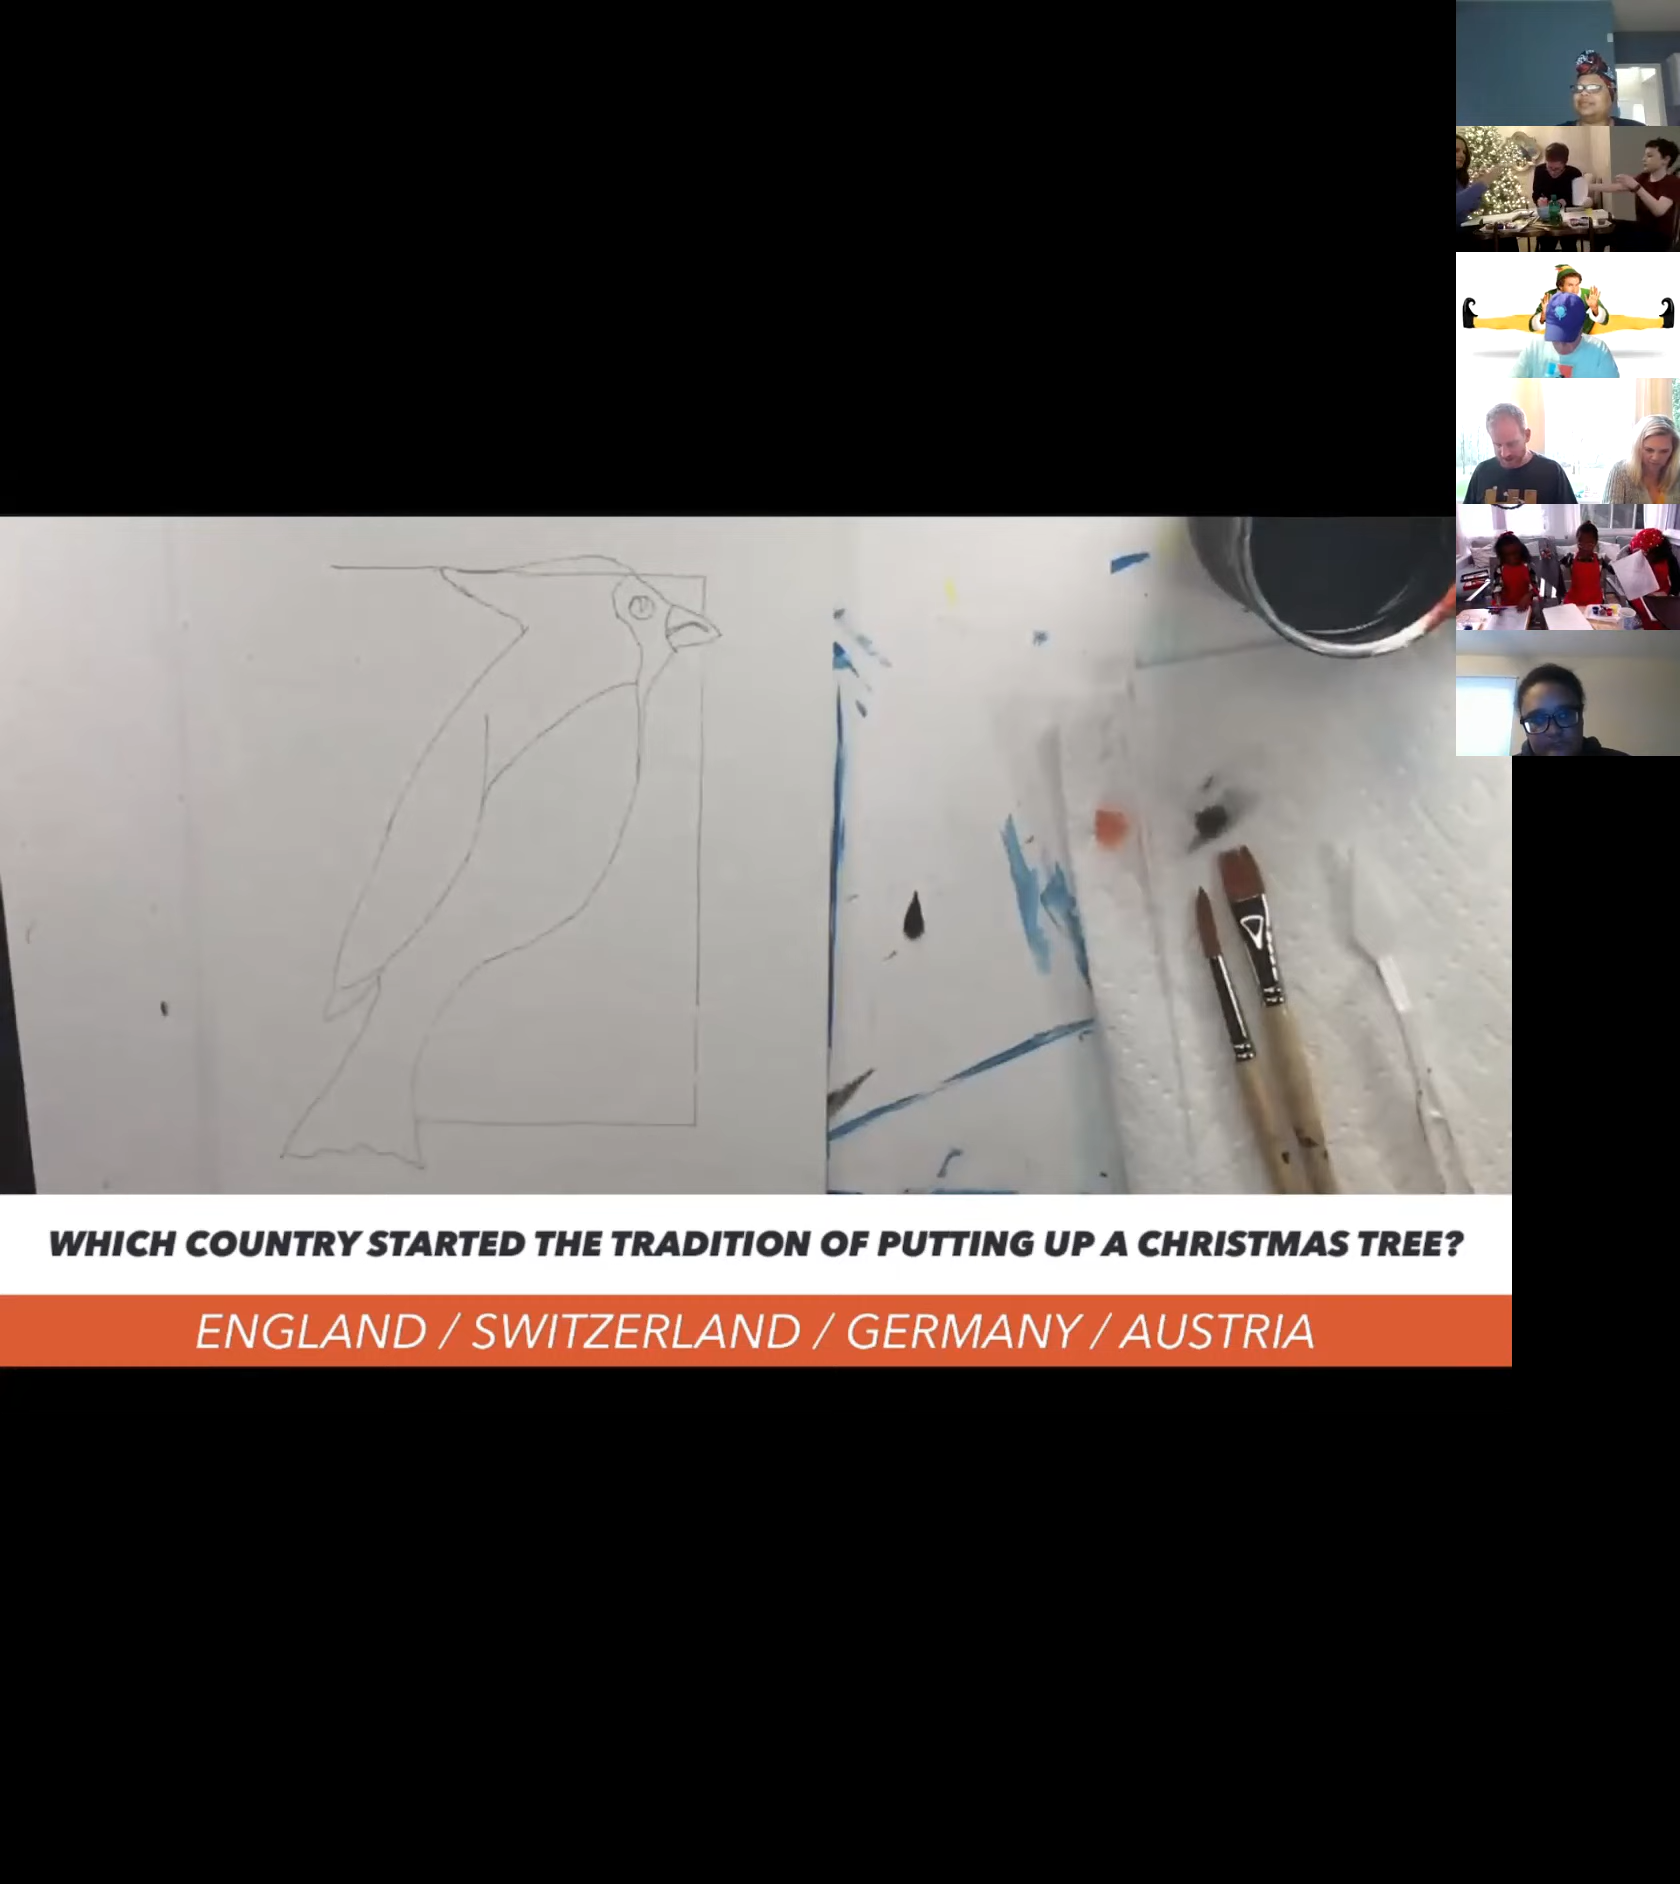 WHICH COUNTRY STARTED THE TRADITION OF PUTTING UP A CHRISTMAS TREE?
ENGLAND / SWITZERLAND / GERMANY / AUSTRIA